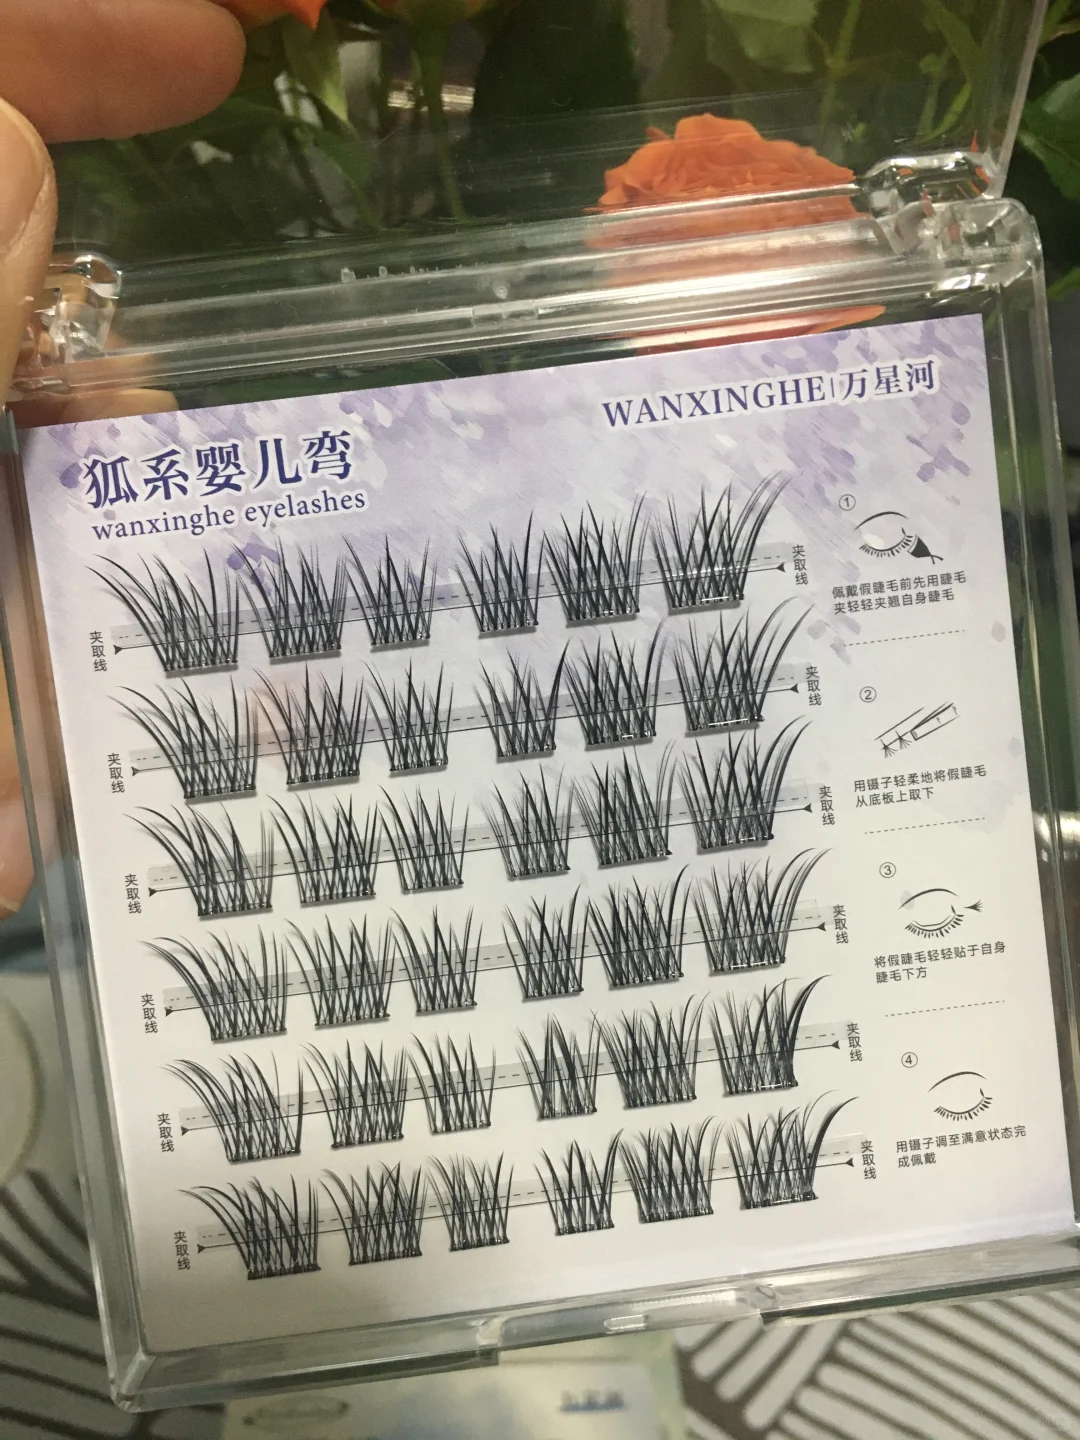 WANXINGHE|万星河
狐系婴儿弯
wanxinghe eyelashes
夹取线
夹取线
夹取线
夹取线
夹取线
夹取线
夹取线
夹取线
夹取线
夹取线
夹取线
夹取线
①
佩戴假睫毛前先用睫毛
夹轻轻夹翘自身睫毛
②
用镊子轻柔地将假睫毛
从底板上取下
③
将假睫毛轻轻贴于自身
睫毛下方
④
用镊子调至满意状态完
成佩戴